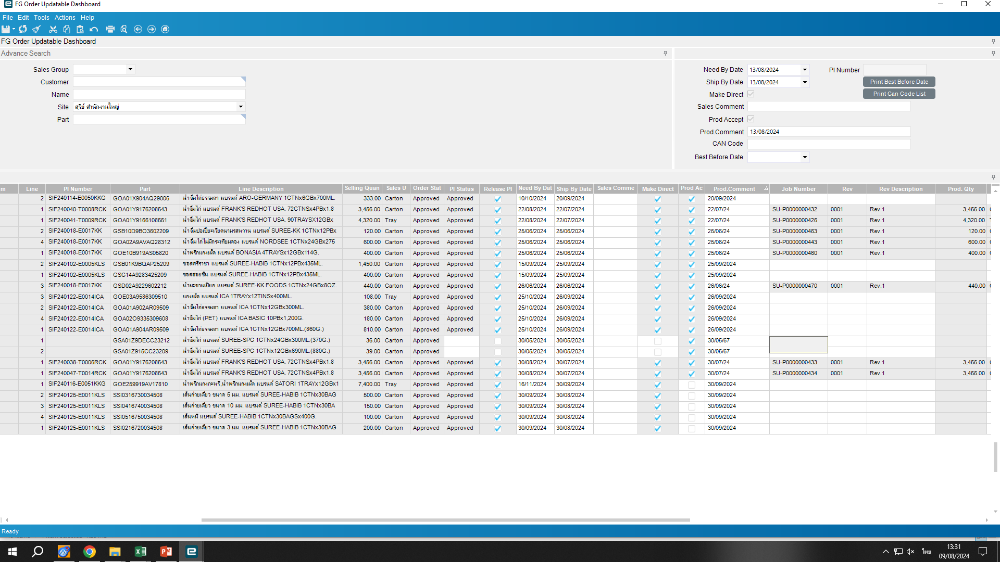 FG Order Updatable Dashboard
File Edit Tools Actions Help
FG Order Updatable Dashboard
Advance Search
Sales Group
Customer
Name
Site สุรีย์ สำนักงานใหญ่
Part
Need By Date 13/08/2024 PI Number
Ship By Date 13/08/2024 Print Best Before Date
Make Direct Print Can Code List
Sales Comment
Prod Accept
Prod.Comment 13/08/2024
CAN Code
Best Before Date
m Line PI Number Part Line Description Selling Quan Sales U Order Stat PI Status Release PI Need By Dat Ship By Date Sales Comme Make Direct Prod Ac Prod.Comment Job Number Rev Rev Description Prod. Qty
2 SIF240114-E0050KKG GOA01X904AQ29006 น้ำจิ้มไก่ธรรมดา แบรนด์ ARO-GERMANY 1CTNx6GBx700ML. 333.00 Carton Approved Approved 10/10/2024 20/09/2024 20/09/2024
1 SIF240040-T0008RCK GOA01Y9176208543 น้ำจิ้มไก่ แบรนด์ FRANK'S REDHOT USA. 72CTNSx4PBx1.8 3,456.00 Carton Approved Approved 22/08/2024 22/07/2024 22/07/24 SU-P0000000432 0001 Rev.1 3,456.00
1 SIF240041-T0009RCK GOA01Y9166108551 น้ำจิ้มไก่ แบรนด์ FRANK'S REDHOT USA. 90TRAYSX12GBx 4,320.00 Tray Approved Approved 22/08/2024 22/07/2024 22/07/24 SU-P0000000426 0001 Rev.1 4,320.00
2 SIF240018-E0017KK GSB10D9BO3602209 น้ำจิ้มปอเปี๊ยะเวียดนามรสหวาน แบรนด์ SUREE-KK 1CTNx12PBx 120.00 Carton Approved Approved 25/06/2024 25/06/2024 25/06/24 SU-P0000000463 0001 Rev.1 120.00
4 SIF240018-E0017KK GOA02A9AVAQ28312 น้ำจิ้มไก่ไม่มีกระเทียมดอง แบรนด์ NORDSEE 1CTNx24GBx275 600.00 Carton Approved Approved 25/06/2024 25/06/2024 25/06/24 SU-P0000000443 0001 Rev.1 600.00
1 SIF240018-E0017KK GOE10B919AS05820 น้ำพริกแกงเผ็ด แบรนด์ BONASIA 4TRAYSx12GBx114G. 400.00 Carton Approved Approved 25/06/2024 25/06/2024 25/06/24 SU-P0000000460 0001 Rev.1 400.00
2 SIF240102-E0005KLS GSB01K9BQAP25209 ซอสศรีราชา แบรนด์ SUREE-HABIB 1CTNx12PBx435ML. 1,450.00 Carton Approved Approved 15/09/2024 25/09/2024 25/09/2024
1 SIF240102-E0005KLS GSC14A9283425209 ซอสฮอยซิน แบรนด์ SUREE-HABIB 1CTNx12PBx435ML. 400.00 Carton Approved Approved 15/09/2024 25/09/2024 25/09/2024
3 SIF240018-E0017KK GSD02A9229602212 น้ำมะขามเปียก แบรนด์ SUREE-KK FOODS 1CTNx24GBx8OZ. 440.00 Carton Approved Approved 26/06/2024 26/06/2024 26/06/24 SU-P0000000470 0001 Rev.1 440.00
3 SIF240122-E0014ICA GOE03A9586309510 แกงเผ็ด แบรนด์ ICA 1TRAYx12TINSx400ML. 108.00 Tray Approved Approved 25/10/2024 26/09/2024 26/09/2024
2 SIF240122-E0014ICA GOA01A902AR09509 น้ำจิ้มไก่ธรรมดา แบรนด์ ICA 1CTNx12GBx300ML. 380.00 Carton Approved Approved 25/10/2024 26/09/2024 26/09/2024
4 SIF240122-E0014ICA GOA02O9335309608 น้ำจิ้มไก่ (PET) แบรนด์ ICA BASIC 10PBx1,200G. 180.00 Carton Approved Approved 25/10/2024 26/09/2024 26/09/2024
1 SIF240122-E0014ICA GOA01A904AR09509 น้ำจิ้มไก่ธรรมดา แบรนด์ ICA 1CTNx12GBx700ML.(860G.) 810.00 Carton Approved Approved 25/10/2024 26/09/2024 26/09/2024
1 GSA01Z9DECC23212 น้ำจิ้มไก่ แบรนด์ SUREE-SPC 1CTNx24GBx300ML.(370G.) 36.00 Carton Approved 30/05/2024 30/05/2024 30/05/67
2 GSA01Z915CC23209 น้ำจิ้มไก่ แบรนด์ SUREE-SPC 1CTNx12GBx690ML.(880G.) 39.00 Carton Approved 30/05/2024 30/05/2024 30/05/67
1 SIF240038-T0006RCK GOA01Y9176208543 น้ำจิ้มไก่ แบรนด์ FRANK'S REDHOT USA. 72CTNSx4PBx1.8 3,456.00 Carton Approved Approved 30/08/2024 30/07/2024 30/07/24 SU-P0000000433 0001 Rev.1 3,456.00
1 SIF240047-T0014RCK GOA01Y9176208543 น้ำจิ้มไก่ แบรนด์ FRANK'S REDHOT USA. 72CTNSx4PBx1.8 3,456.00 Carton Approved Approved 30/08/2024 30/07/2024 30/07/24 SU-P0000000434 0001 Rev.1 3,456.00
1 SIF240116-E0051KKG GOE259919AV17810 น้ำพริกแกงกะหรี่,น้ำพริกแกงเผ็ด แบรนด์ SATORI 1TRAYx12GBx1 7,400.00 Tray Approved Approved 16/11/2024 30/09/2024 30/09/2024
2 SIF240125-E0011KLS SSI0316730034508 เส้นก๋วยเตี๋ยว ขนาด 5 มม. แบรนด์ SUREE-HABIB 1CTNx30BAG 500.00 Carton Approved Approved 30/09/2024 30/08/2024 30/09/2024
3 SIF240125-E0011KLS SSI0416740034508 เส้นก๋วยเตี๋ยว ขนาด 10 มม. แบรนด์ SUREE-HABIB 1CTNx30BA 150.00 Carton Approved Approved 30/09/2024 30/08/2024 30/09/2024
4 SIF240125-E0011KLS SSI0516750034508 เส้นหมี่ แบรนด์ SUREE-HABIB 1CTNx30BAGSx400G. 100.00 Carton Approved Approved 30/09/2024 30/08/2024 30/09/2024
1 SIF240125-E0011KLS SSI0216720034508 เส้นก๋วยเตี๋ยว ขนาด 3 มม. แบรนด์ SUREE-HABIB 1CTNx30BAG 200.00 Carton Approved Approved 30/09/2024 30/08/2024 30/09/2024
Ready
ไทย 13:31
09/08/2024